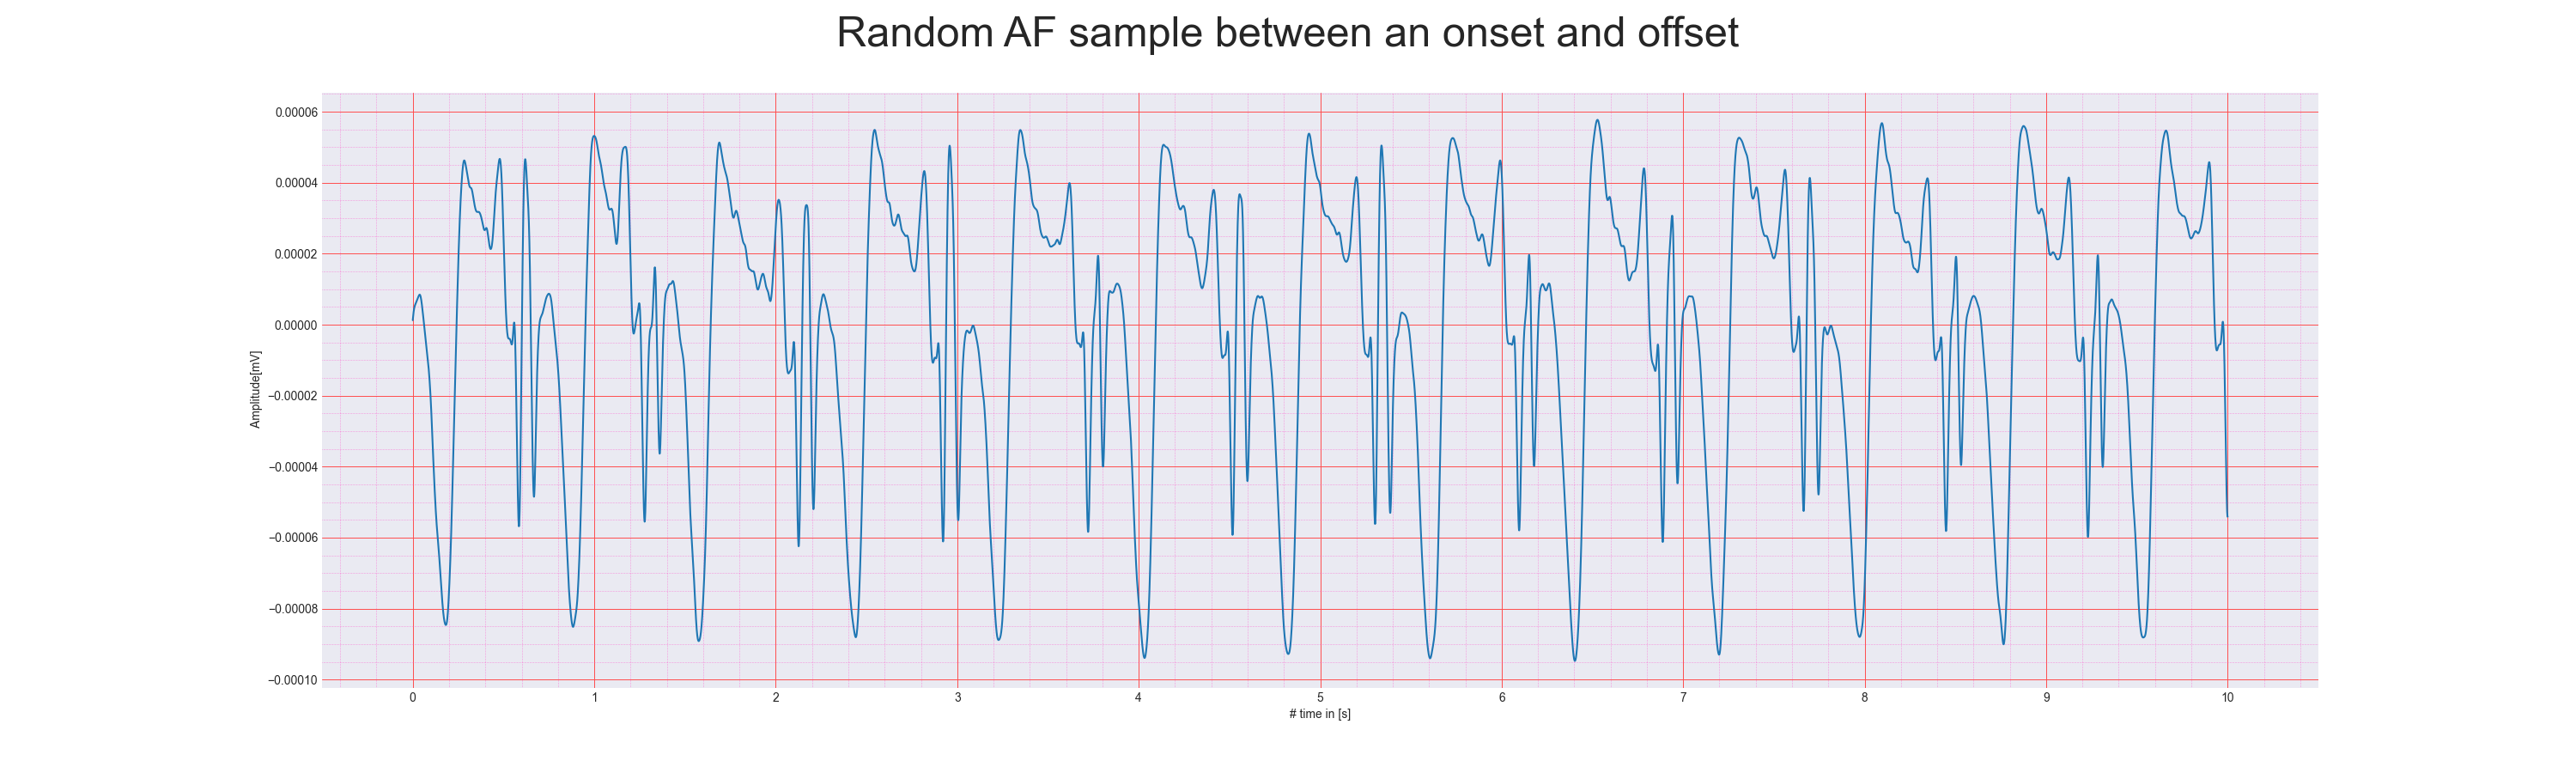 Random AF sample between an onset and offset
0.00006
0.00004
0.00002
0.00000
−0.00002
−0.00004
−0.00006
−0.00008
−0.00010
Amplitude[mV]
0 1 2 3 4 5 6 7 8 9 10
# time in [s]